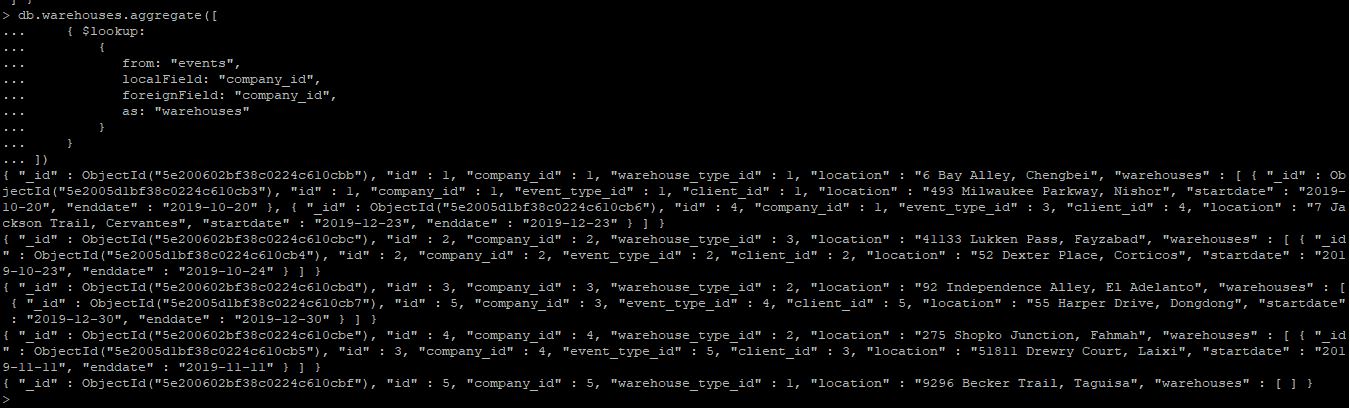 > db.warehouses.aggregate([
...     { $lookup:
...         {
...            from: "events",
...            localField: "company_id",
...            foreignField: "company_id",
...            as: "warehouses"
...         }
...     }
... ])
{ "_id" : ObjectId("5e200602bf38c0224c610cbb"), "id" : 1, "company_id" : 1, "warehouse_type_id" : 1, "location" : "6 Bay Alley, Chengbei", "warehouses" : [ { "_id" : Ob
jectId("5e2005d1bf38c0224c610cb3"), "id" : 1, "company_id" : 1, "event_type_id" : 1, "client_id" : 1, "location" : "493 Milwaukee Parkway, Nishor", "startdate" : "2019-
10-20", "enddate" : "2019-10-20" }, { "_id" : ObjectId("5e2005d1bf38c0224c610cb6"), "id" : 4, "company_id" : 1, "event_type_id" : 3, "client_id" : 4, "location" : "7 Ja
ckson Trail, Cervantes", "startdate" : "2019-12-23", "enddate" : "2019-12-23" } ] }
{ "_id" : ObjectId("5e200602bf38c0224c610cbc"), "id" : 2, "company_id" : 2, "warehouse_type_id" : 3, "location" : "41133 Lukken Pass, Fayzabad", "warehouses" : [ { "_id
" : ObjectId("5e2005d1bf38c0224c610cb4"), "id" : 2, "company_id" : 2, "event_type_id" : 2, "client_id" : 2, "location" : "52 Dexter Place, Corticos", "startdate" : "201
9-10-23", "enddate" : "2019-10-24" } ] }
{ "_id" : ObjectId("5e200602bf38c0224c610cbd"), "id" : 3, "company_id" : 3, "warehouse_type_id" : 2, "location" : "92 Independence Alley, El Adelanto", "warehouses" : [
 { "_id" : ObjectId("5e2005d1bf38c0224c610cb7"), "id" : 5, "company_id" : 3, "event_type_id" : 4, "client_id" : 5, "location" : "55 Harper Drive, Dongdong", "startdate"
 : "2019-12-30", "enddate" : "2019-12-30" } ] }
{ "_id" : ObjectId("5e200602bf38c0224c610cbe"), "id" : 4, "company_id" : 4, "warehouse_type_id" : 2, "location" : "275 Shopko Junction, Fahmah", "warehouses" : [ { "_id
" : ObjectId("5e2005d1bf38c0224c610cb5"), "id" : 3, "company_id" : 4, "event_type_id" : 5, "client_id" : 3, "location" : "51811 Drewry Court, Laixi", "startdate" : "201
9-11-11", "enddate" : "2019-11-11" } ] }
{ "_id" : ObjectId("5e200602bf38c0224c610cbf"), "id" : 5, "company_id" : 5, "warehouse_type_id" : 1, "location" : "9296 Becker Trail, Taguisa", "warehouses" : [ ] }
>